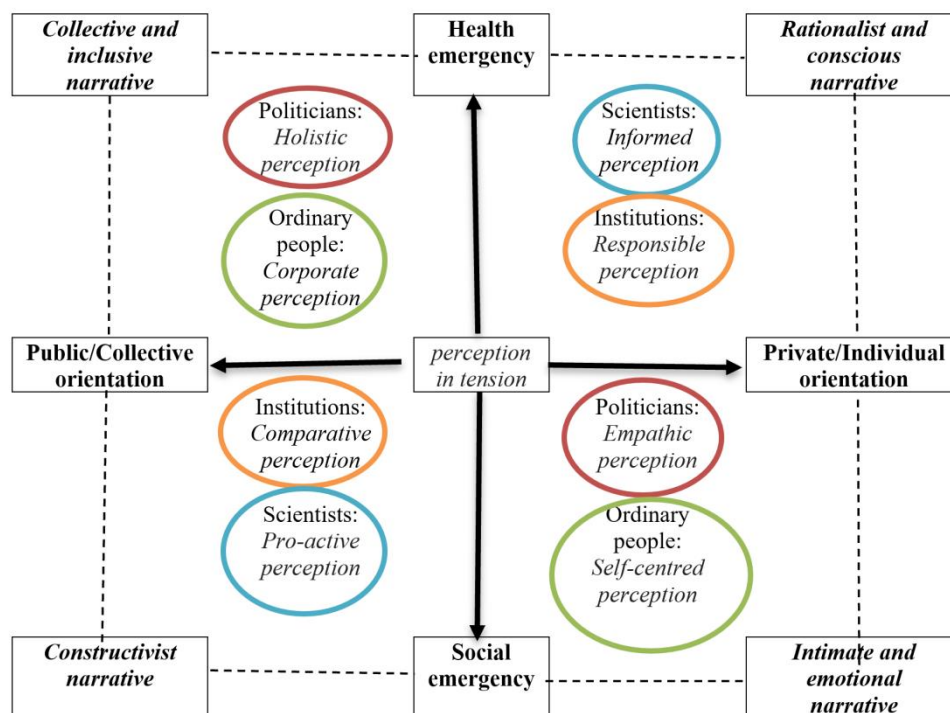 Collective and
inclusive
narrative
Health
emergency
Rationalist and
conscious
narrative
Politicians:
Holistic
perception
Scientists:
Informed
perception
Ordinary
people:
Corporate
perception
Institutions:
Responsible
perception
Public/Collective
orientation
perception
in tension
Private/Individual
orientation
Institutions:
Comparative
perception
Politicians:
Empathic
perception
Scientists:
Pro-active
perception
Ordinary
people:
Self-centred
perception
Constructivist
narrative
Social
emergency
Intimate and
emotional
narrative